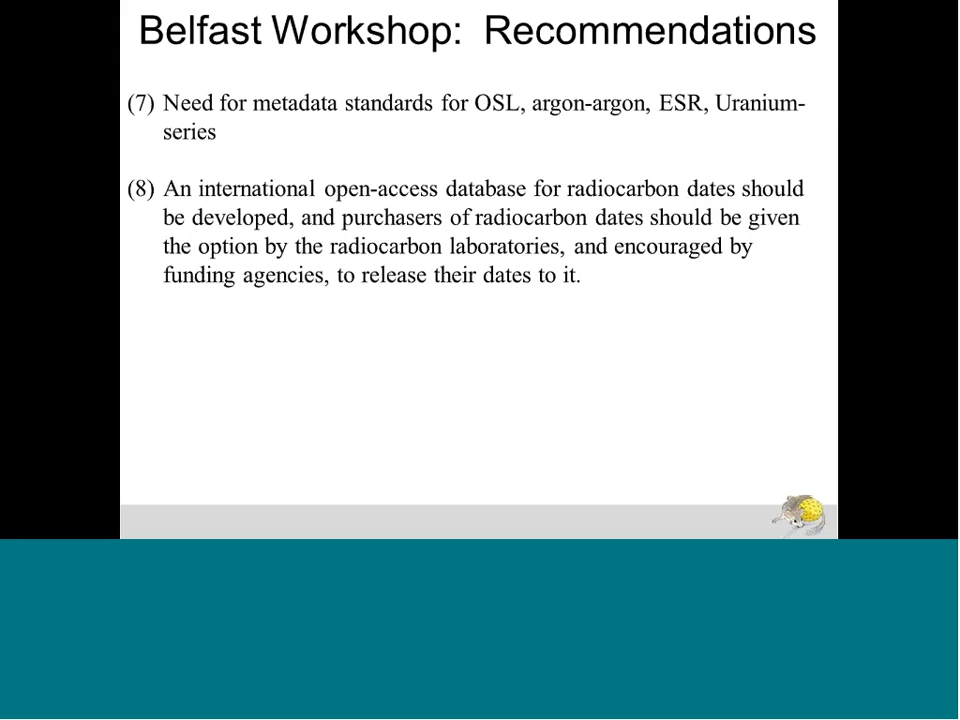 Belfast Workshop: Recommendations
(7) Need for metadata standards for OSL, argon-argon, ESR, Uranium-
series
(8) An international open-access database for radiocarbon dates should
be developed, and purchasers of radiocarbon dates should be given
the option by the radiocarbon laboratories, and encouraged by
funding agencies, to release their dates to it.